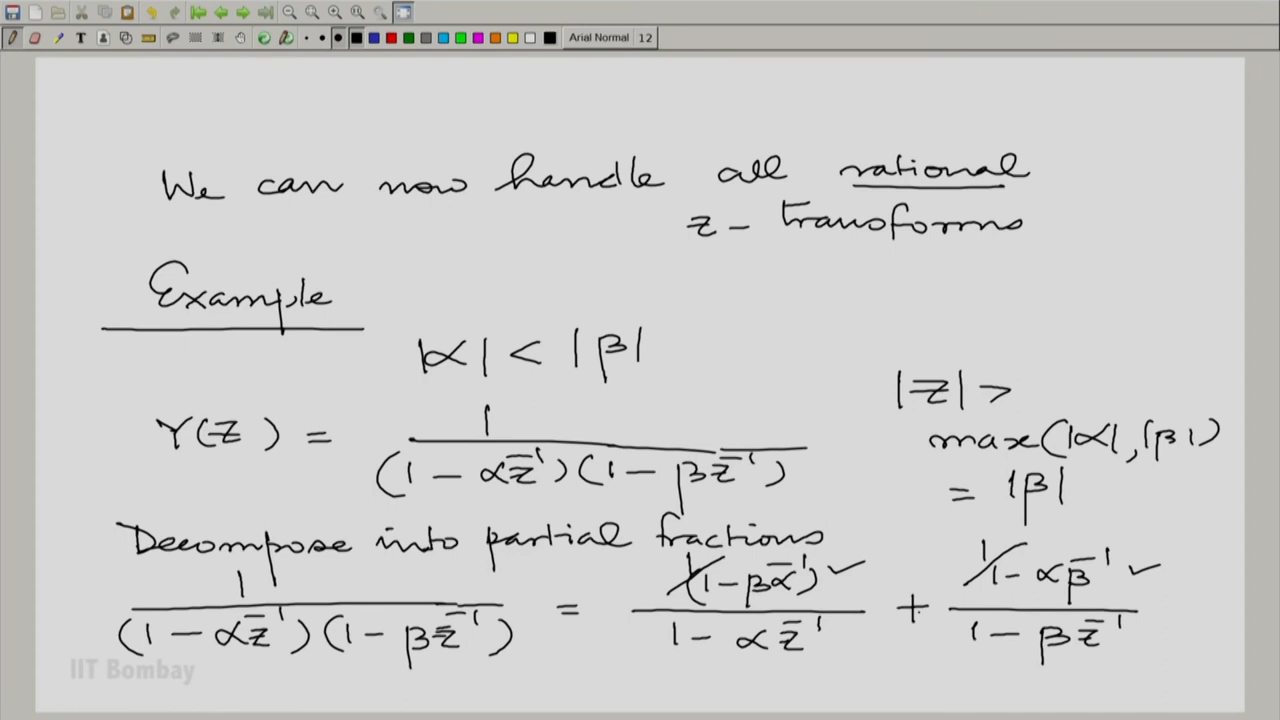 Arial Normal 12
We can now handle all rational
z - transforms
Example
|α| < |β|
Y(Z) = 1 / ((1 - αz⁻¹)(1 - βz⁻¹))
|Z| >
max(|α|, |β|)
= |β|
Decompose into partial fractions
1 / ((1 - αz⁻¹)(1 - βz⁻¹)) = (1/(1 - βα⁻¹)) ✓ / (1 - αz⁻¹) + (1/(1 - αβ⁻¹)) ✓ / (1 - βz⁻¹)
IIT Bombay